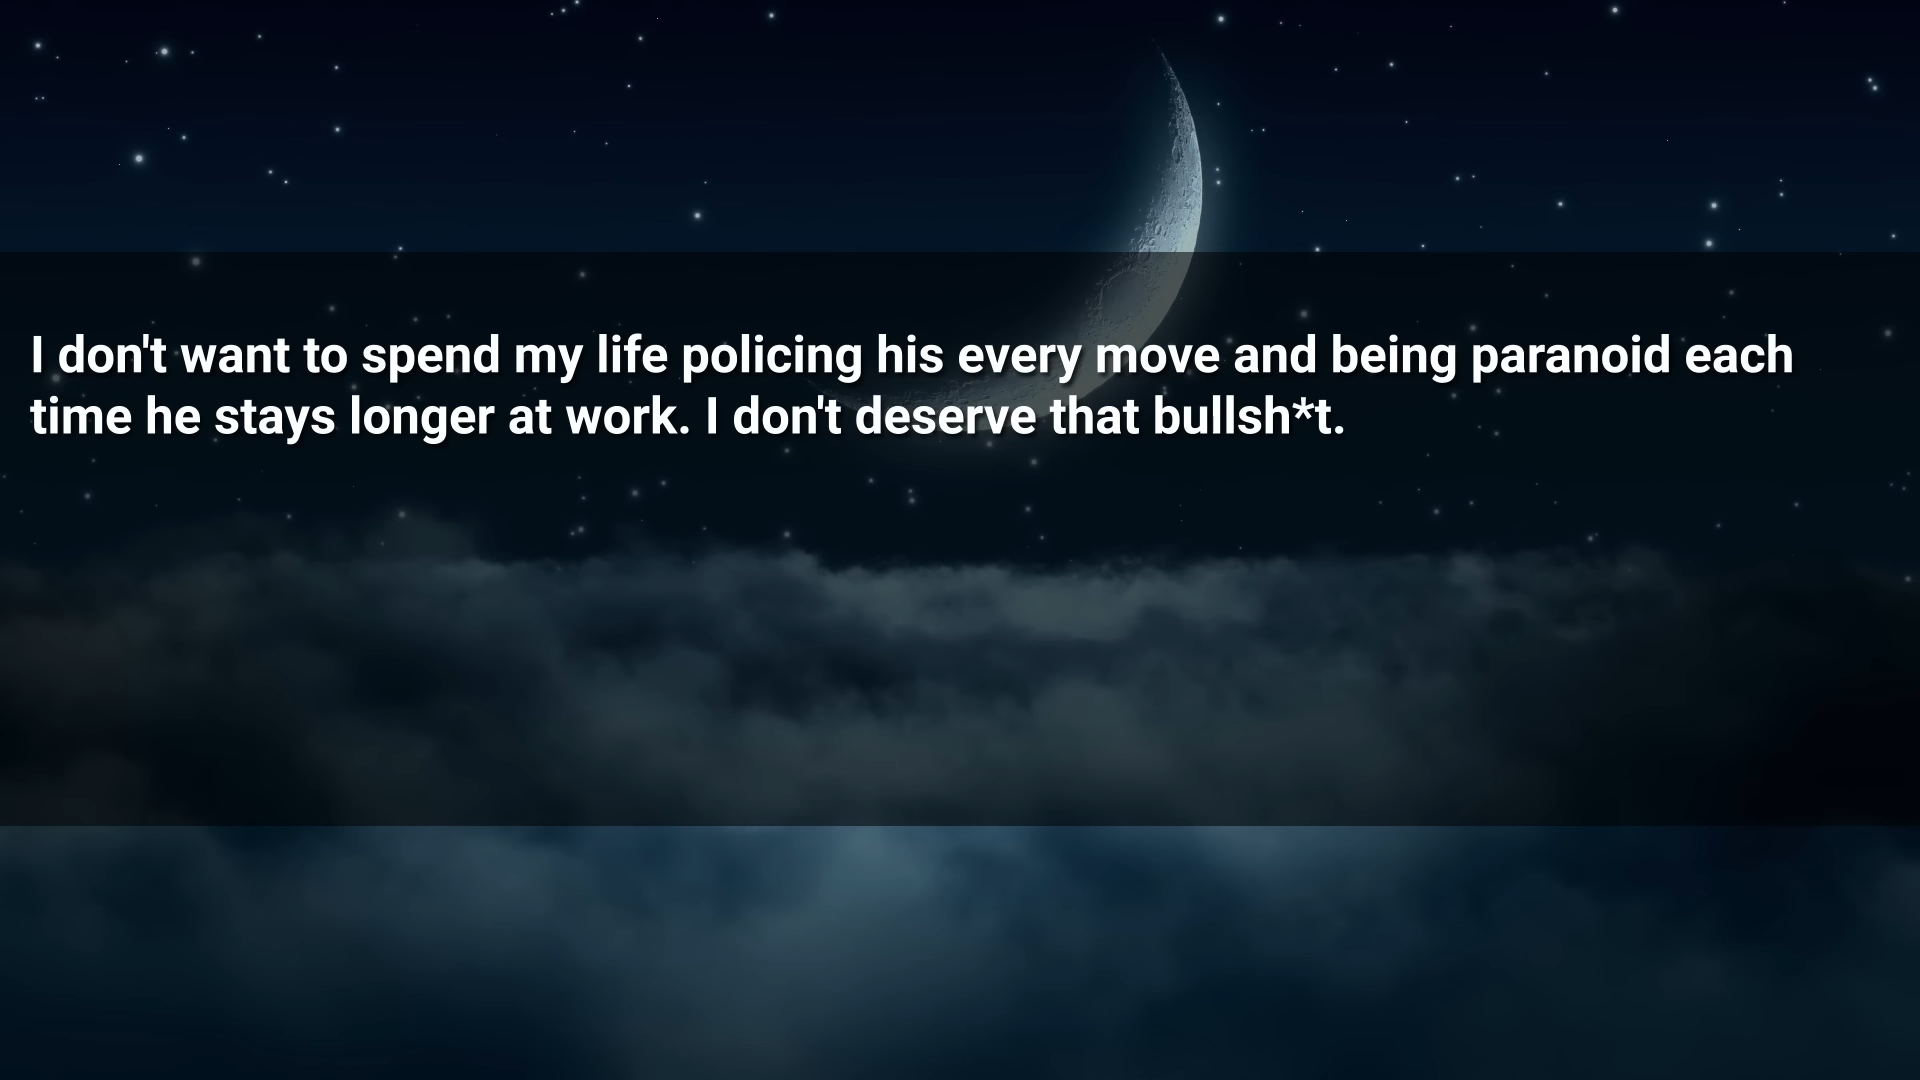 I don't want to spend my life policing his every move and being paranoid each
time he stays longer at work. I don't deserve that bullsh*t.